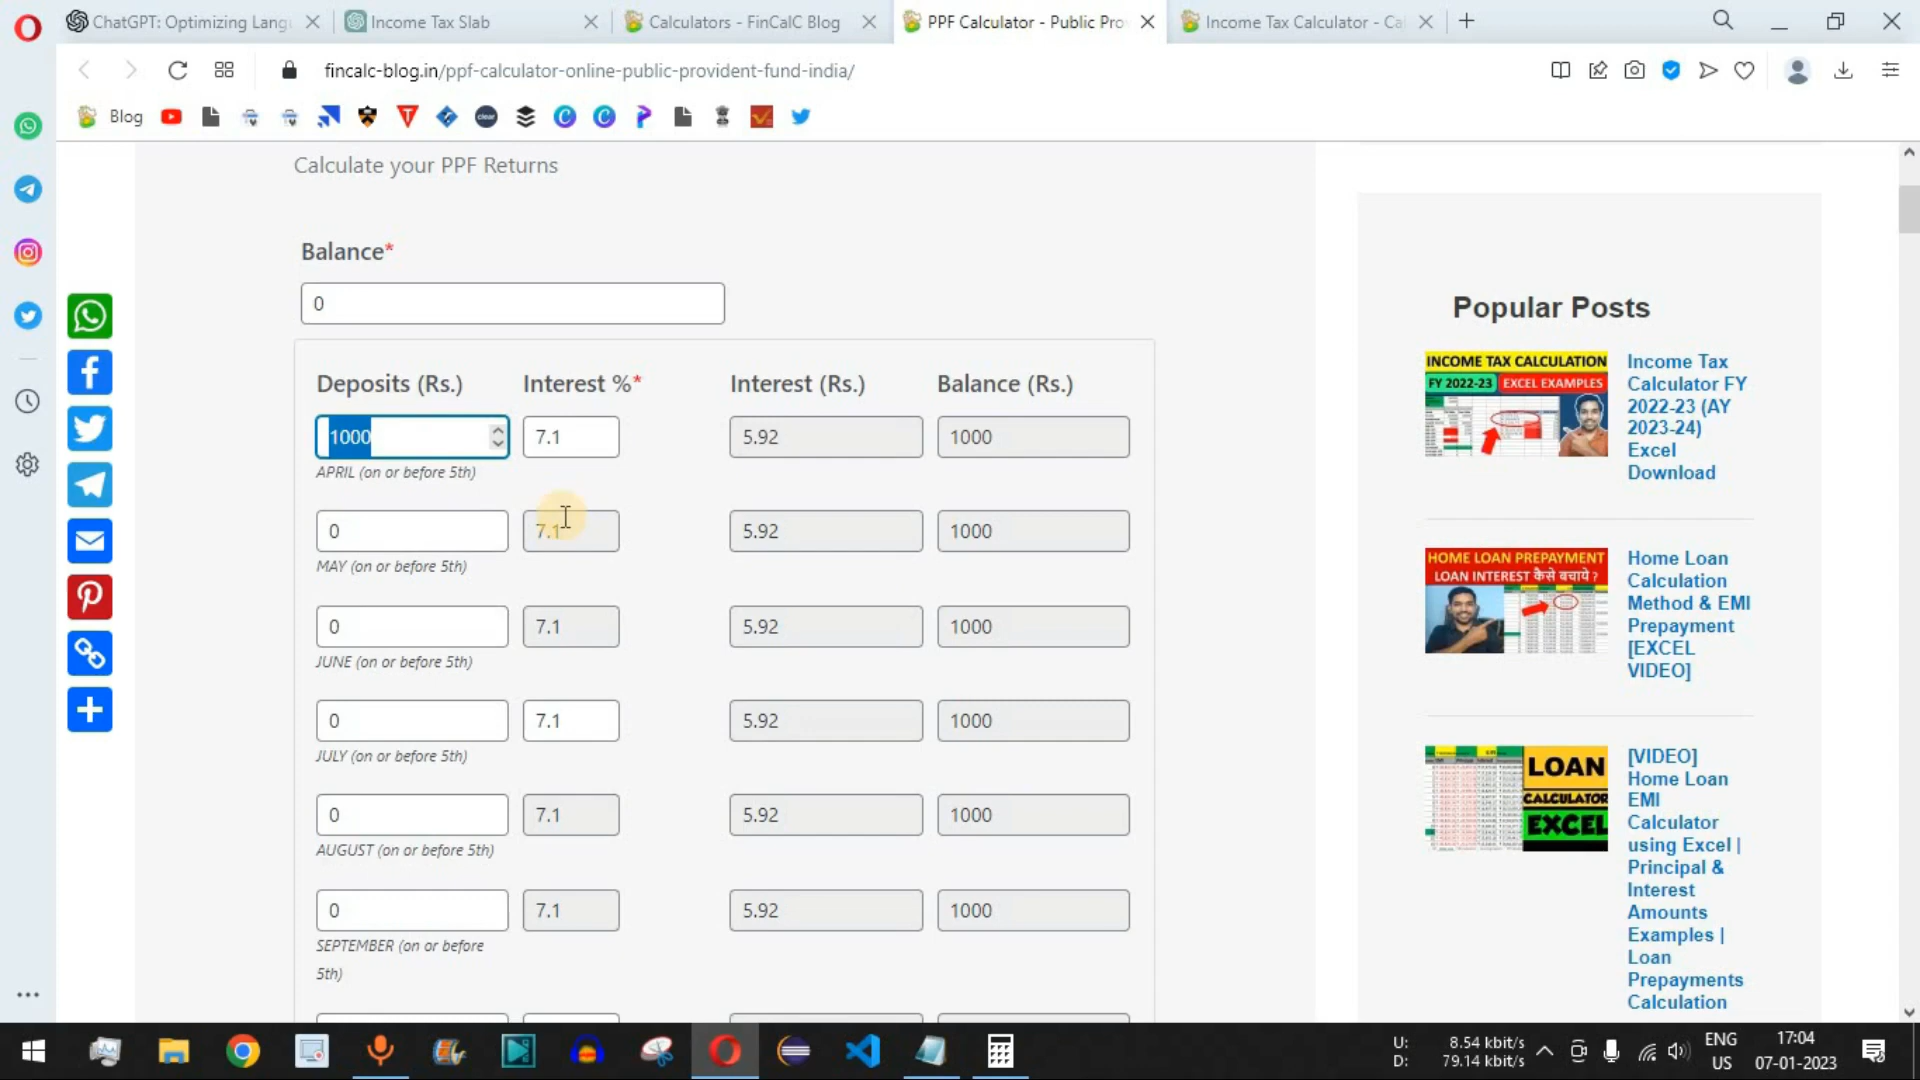 ChatGPT: Optimizing Lang
Income Tax Slab
Calculators - FinCalC Blog
PPF Calculator - Public Pro
Income Tax Calculator - Ca
fincalc-blog.in/ppf-calculator-online-public-provident-fund-india/
Blog
Calculate your PPF Returns
Balance*
0
Deposits (Rs.) Interest %* Interest (Rs.) Balance (Rs.)
1000 7.1 5.92 1000
APRIL (on or before 5th)
0 7.1 5.92 1000
MAY (on or before 5th)
0 7.1 5.92 1000
JUNE (on or before 5th)
0 7.1 5.92 1000
JULY (on or before 5th)
0 7.1 5.92 1000
AUGUST (on or before 5th)
0 7.1 5.92 1000
SEPTEMBER (on or before
5th)
Popular Posts
INCOME TAX CALCULATION
FY 2022-23 EXCEL EXAMPLES
Income Tax
Calculator FY
2022-23 (AY
2023-24)
Excel
Download
HOME LOAN PREPAYMENT
LOAN INTEREST कैसे बचाये ?
Home Loan
Calculation
Method & EMI
Prepayment
[EXCEL
VIDEO]
LOAN
CALCULATOR
EXCEL
[VIDEO]
Home Loan
EMI
Calculator
using Excel |
Principal &
Interest
Amounts
Examples |
Loan
Prepayments
Calculation
U: 8.54 kbit/s
D: 79.14 kbit/s
ENG
US
17:04
07-01-2023